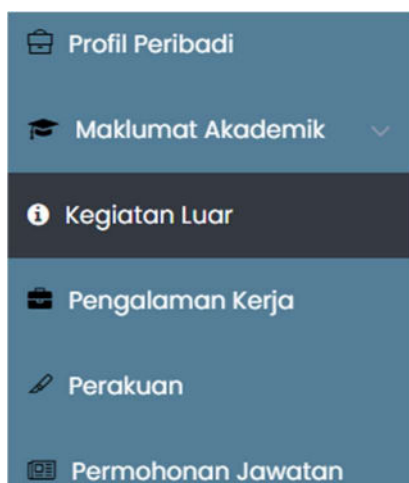 Profil Peribadi
Maklumat Akademik
Kegiatan Luar
Pengalaman Kerja
Perakuan
Permohonan Jawatan